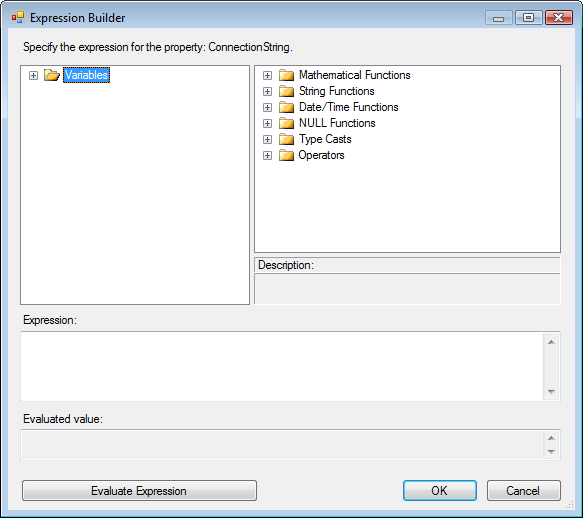 Expression Builder
Specify the expression for the property: ConnectionString.
Variables
Mathematical Functions
String Functions
Date/Time Functions
NULL Functions
Type Casts
Operators
Description:
Expression:
Evaluated value:
Evaluate Expression
OK
Cancel